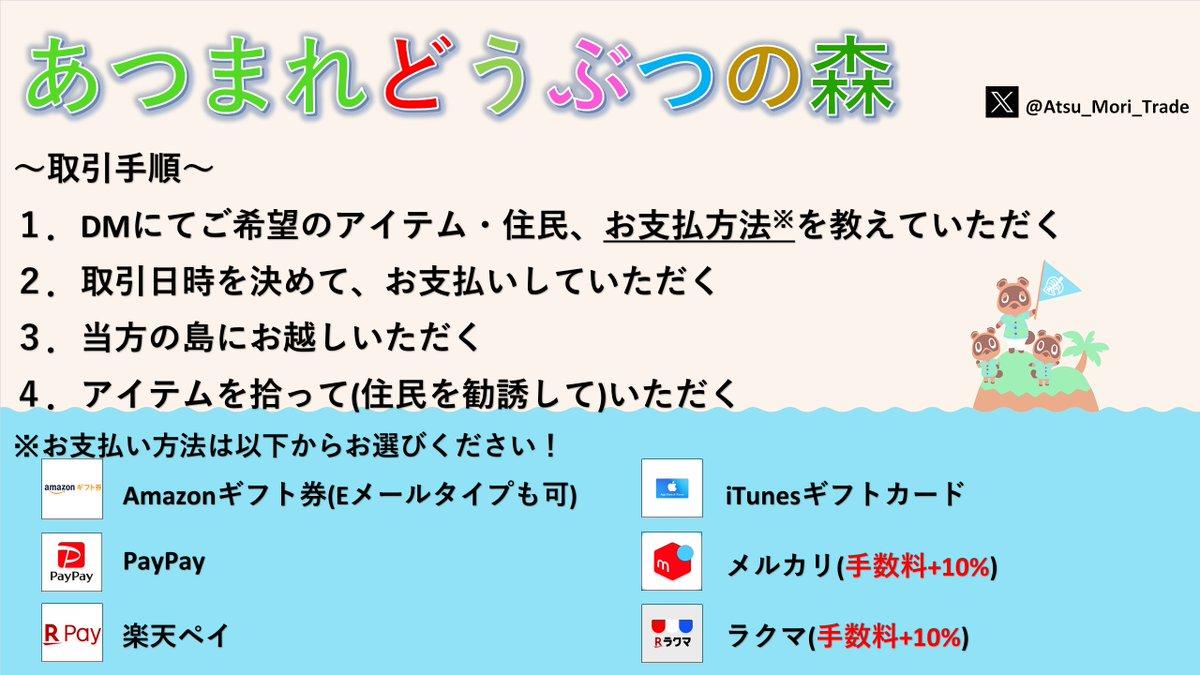 あつまれどうぶつの森
@Atsu_Mori_Trade
～取引手順～
１．DMにてご希望のアイテム・住民、お支払方法※を教えていただく
２．取引日時を決めて、お支払いしていただく
３．当方の島にお越しいただく
４．アイテムを拾って(住民を勧誘して)いただく
※お支払い方法は以下からお選びください！
amazon ギフト券
Amazonギフト券(Eメールタイプも可)
iTunesギフトカード
PayPay
PayPay
メルカリ(手数料+10%)
R Pay
楽天ペイ
Rラクマ
ラクマ(手数料+10%)